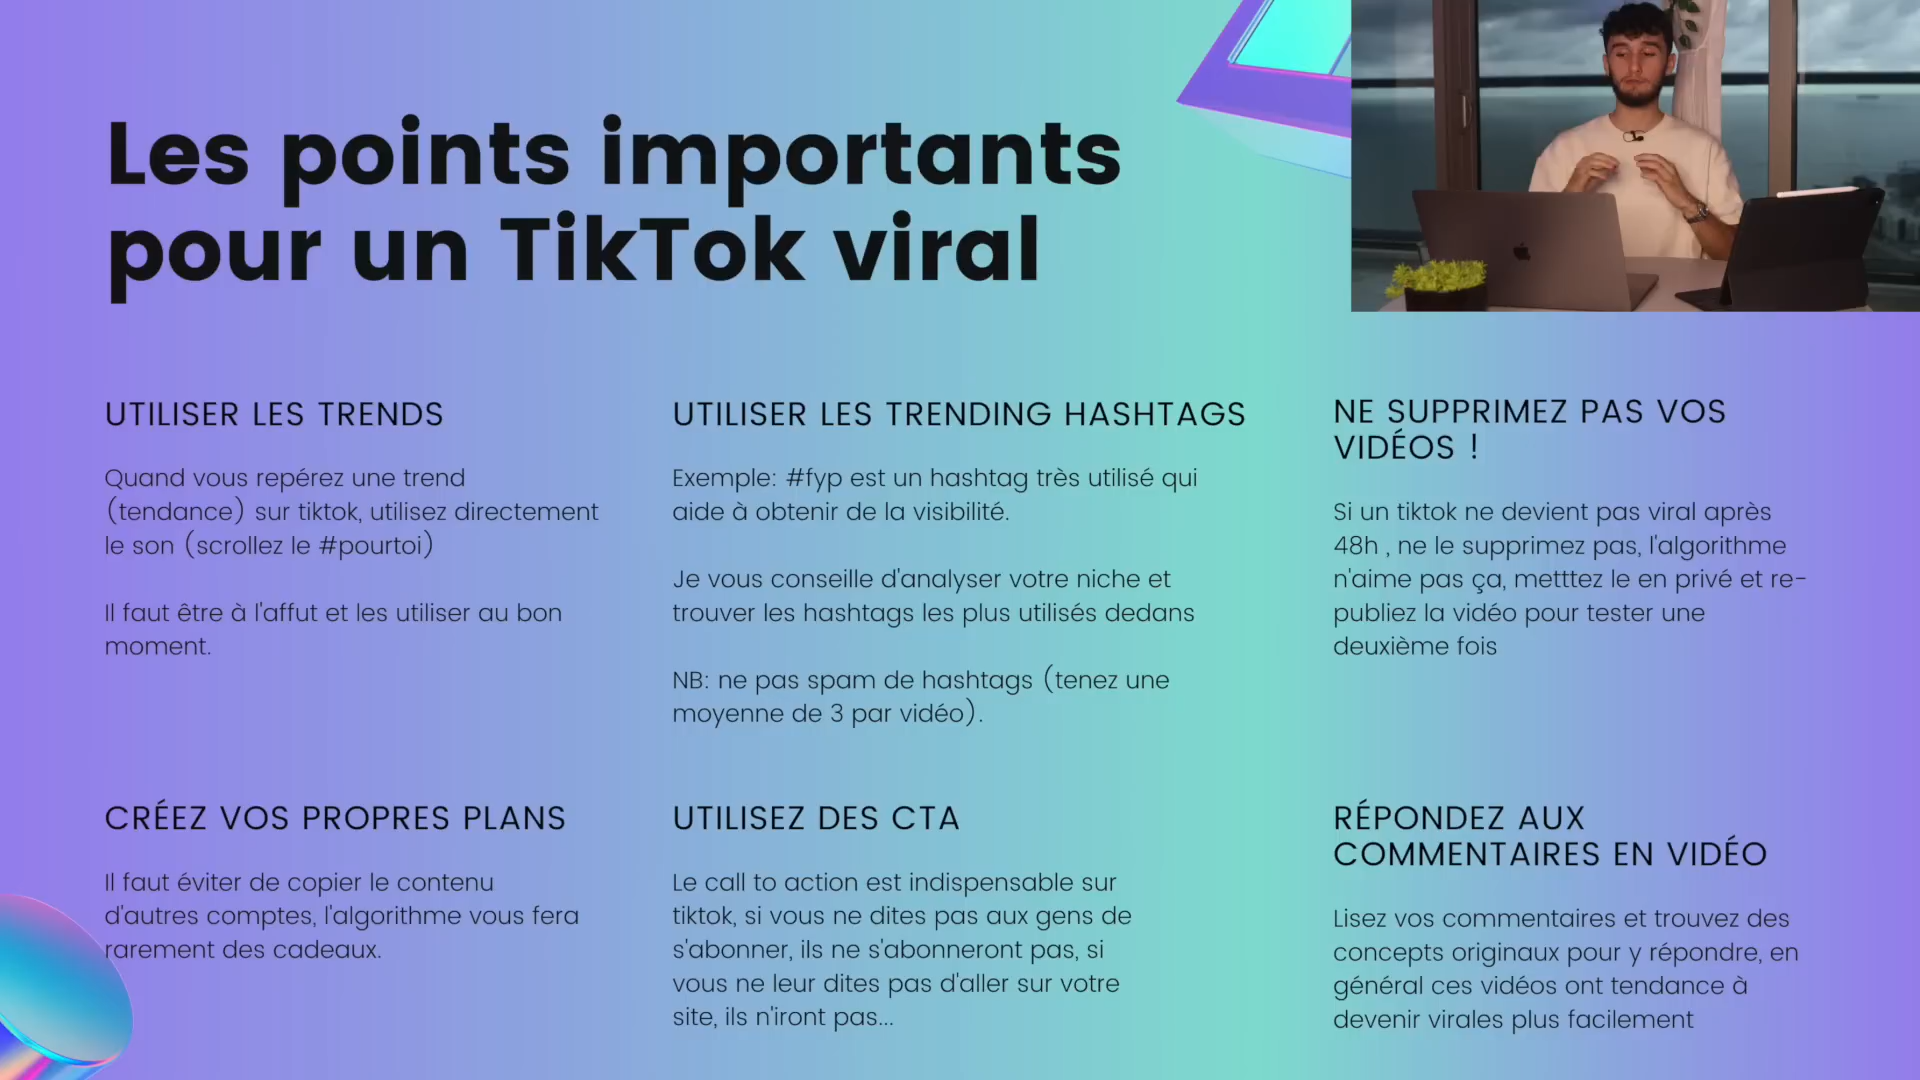 Les points importants
pour un TikTok viral
UTILISER LES TRENDS
Quand vous repérez une trend
(tendance) sur tiktok, utilisez directement
le son (scrollez le #pourtoi)
Il faut être à l'affut et les utiliser au bon
moment.
UTILISER LES TRENDING HASHTAGS
Exemple: #fyp est un hashtag très utilisé qui
aide à obtenir de la visibilité.
Je vous conseille d'analyser votre niche et
trouver les hashtags les plus utilisés dedans
NB: ne pas spam de hashtags (tenez une
moyenne de 3 par vidéo).
NE SUPPRIMEZ PAS VOS
VIDÉOS !
Si un tiktok ne devient pas viral après
48h , ne le supprimez pas, l'algorithme
n'aime pas ça, metttez le en privé et re-
publiez la vidéo pour tester une
deuxième fois
CRÉEZ VOS PROPRES PLANS
Il faut éviter de copier le contenu
d'autres comptes, l'algorithme vous fera
rarement des cadeaux.
UTILISEZ DES CTA
Le call to action est indispensable sur
tiktok, si vous ne dites pas aux gens de
s'abonner, ils ne s'abonneront pas, si
vous ne leur dites pas d'aller sur votre
site, ils n'iront pas...
RÉPONDEZ AUX
COMMENTAIRES EN VIDÉO
Lisez vos commentaires et trouvez des
concepts originaux pour y répondre, en
général ces vidéos ont tendance à
devenir virales plus facilement